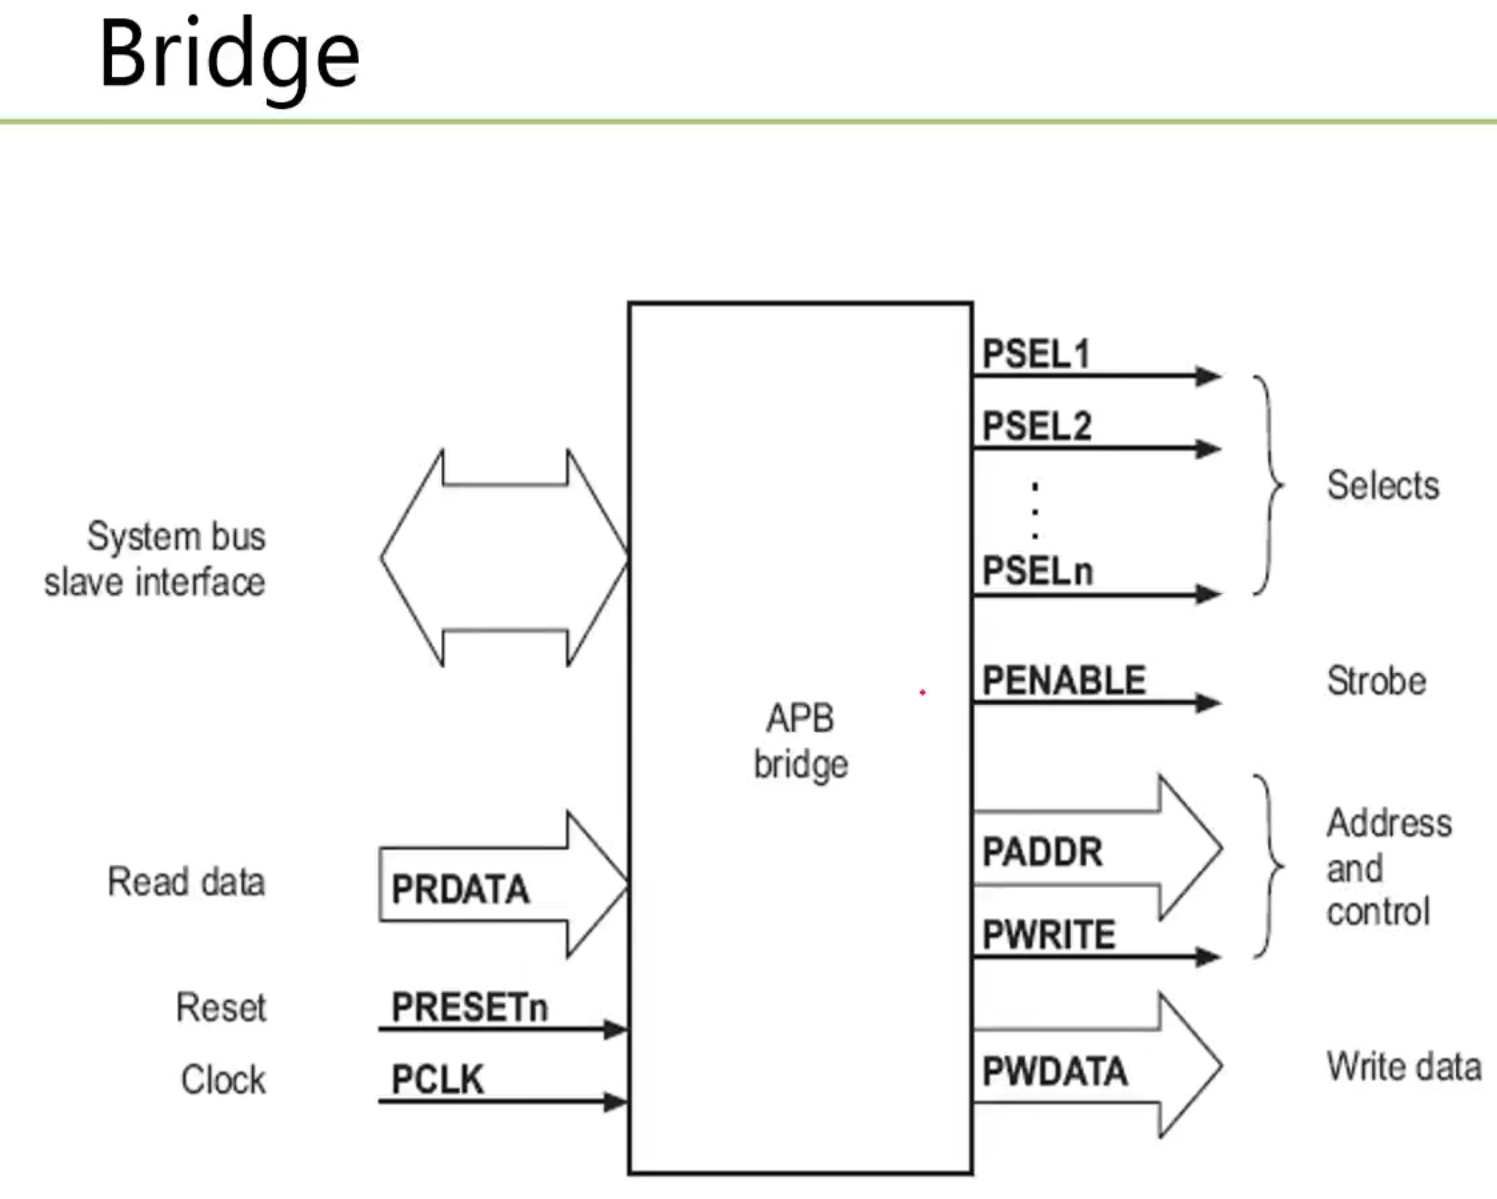 Bridge
System bus
slave interface
Read data
PRDATA
Reset
PRESETn
Clock
PCLK
APB
bridge
PSEL1
PSEL2
PSELn
Selects
PENABLE
Strobe
PADDR
PWRITE
Address
and
control
PWDATA
Write data